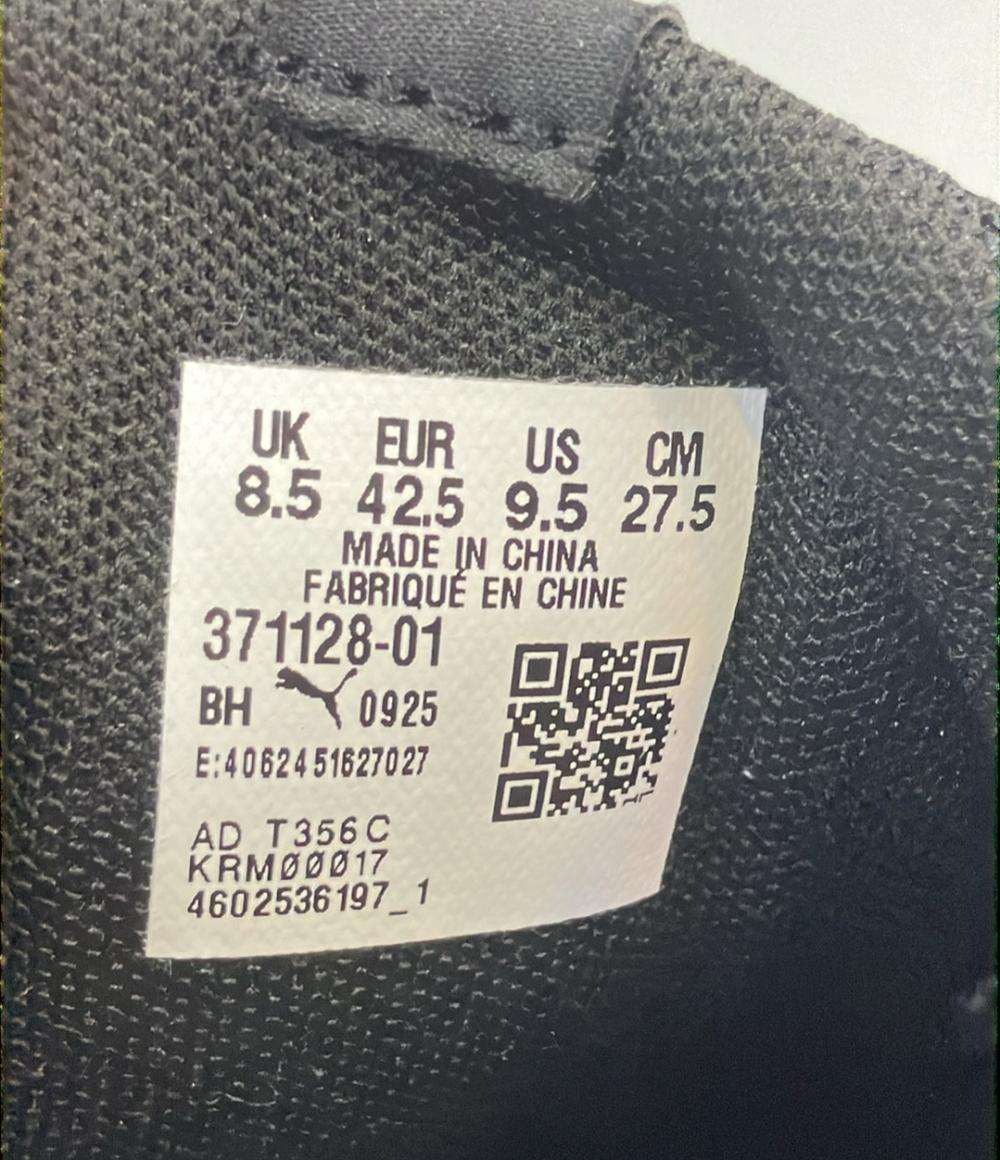 UK EUR US CM
8.5 42.5 9.5 27.5
MADE IN CHINA
FABRIQUÉ EN CHINE
371128-01
BH 0925
E:4062451627027
AD T356C
KRM00017
4602536197_1